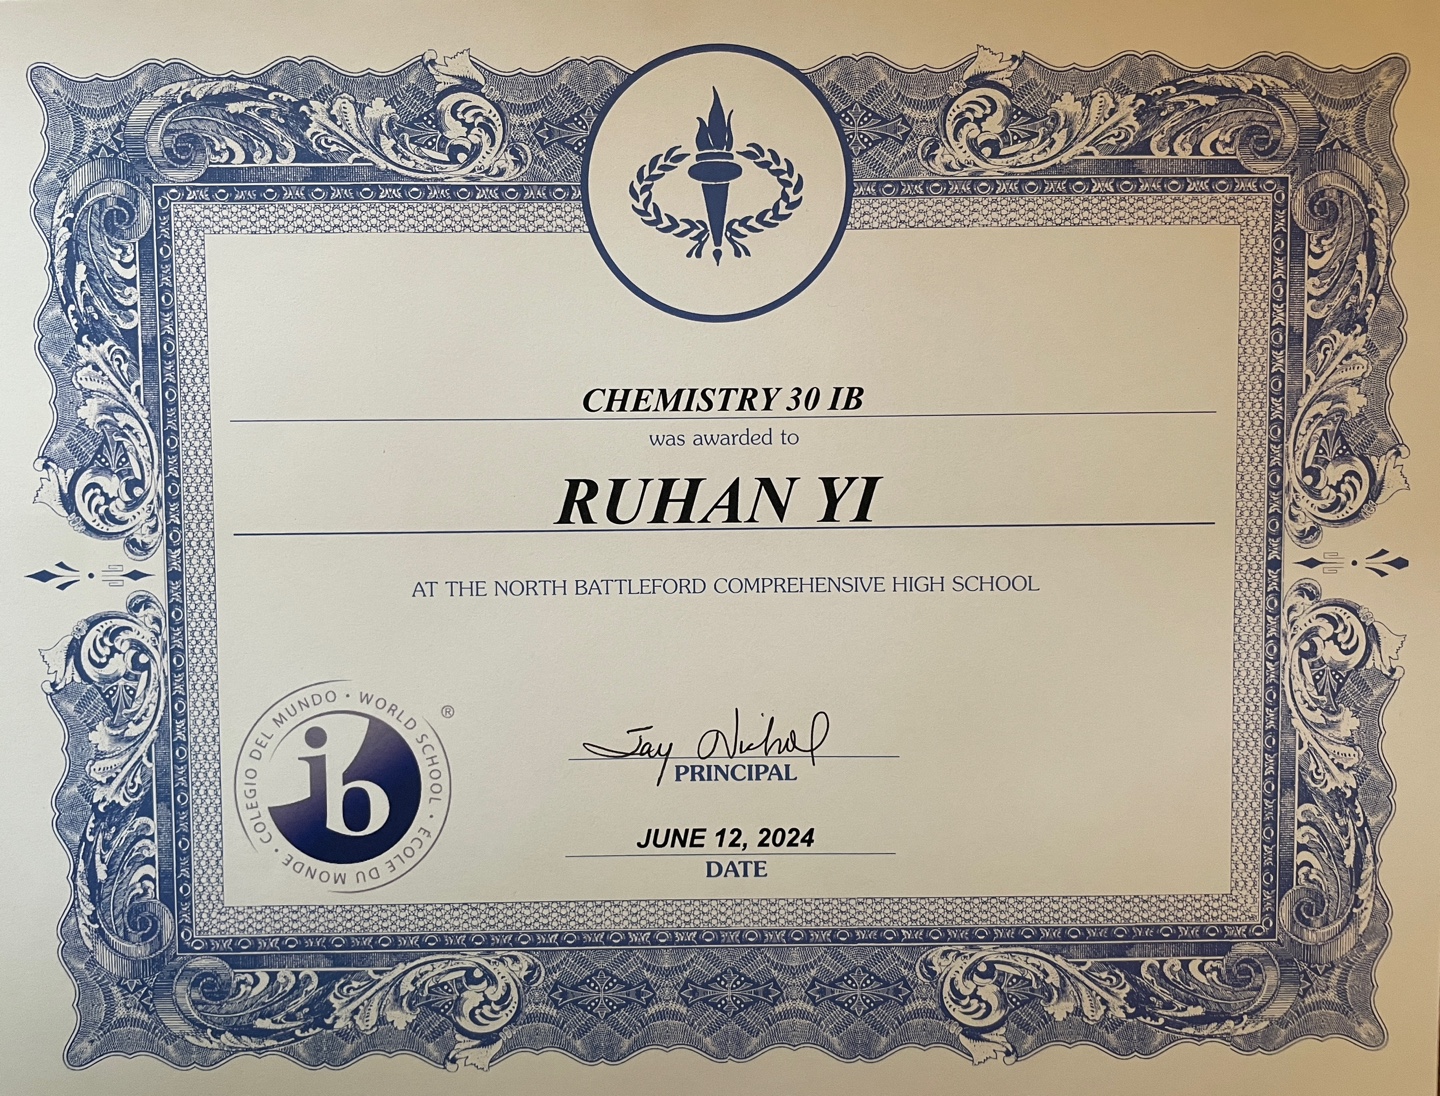 CHEMISTRY 30 IB
was awarded to
RUHAN YI
AT THE NORTH BATTLEFORD COMPREHENSIVE HIGH SCHOOL
COLEGIO DEL MUNDO · WORLD SCHOOL · ÉCOLE DU MONDE ·
®
ib
Jay Nichol
PRINCIPAL
JUNE 12, 2024
DATE